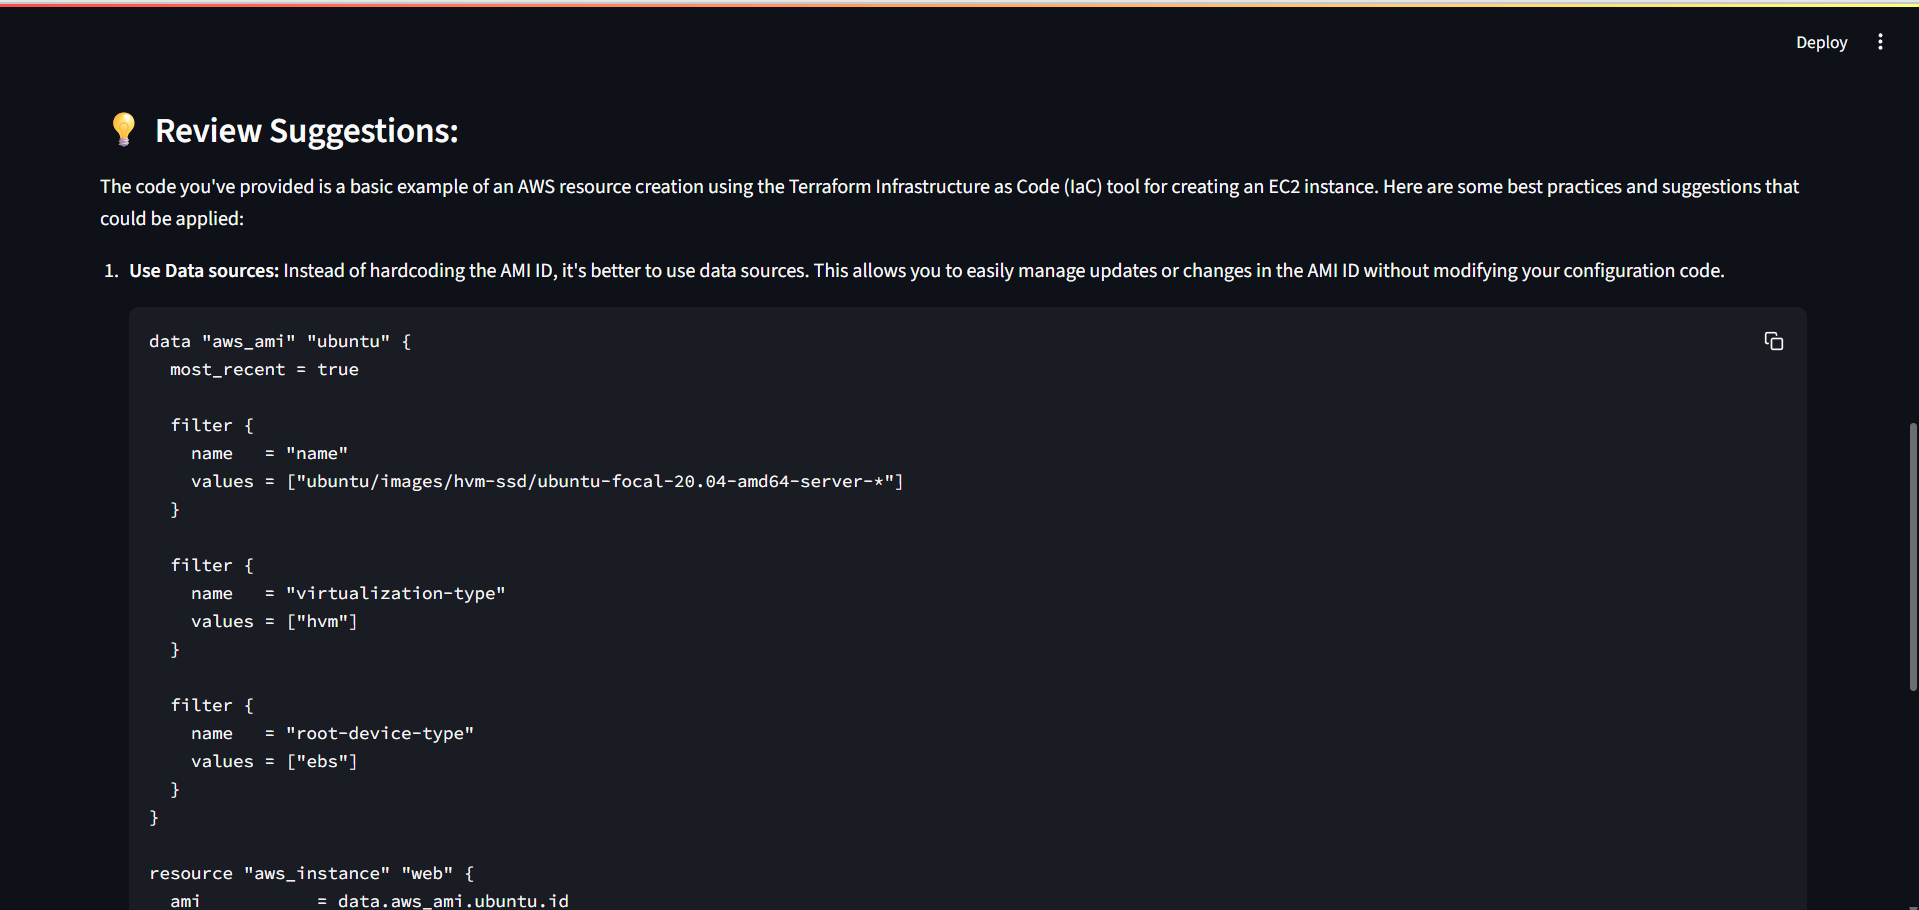 Deploy
Review Suggestions:
The code you've provided is a basic example of an AWS resource creation using the Terraform Infrastructure as Code (IaC) tool for creating an EC2 instance. Here are some best practices and suggestions that
could be applied:
1. Use Data sources: Instead of hardcoding the AMI ID, it's better to use data sources. This allows you to easily manage updates or changes in the AMI ID without modifying your configuration code.
data "aws_ami" "ubuntu" {
  most_recent = true

  filter {
    name   = "name"
    values = ["ubuntu/images/hvm-ssd/ubuntu-focal-20.04-amd64-server-*"]
  }

  filter {
    name   = "virtualization-type"
    values = ["hvm"]
  }

  filter {
    name   = "root-device-type"
    values = ["ebs"]
  }
}

resource "aws_instance" "web" {
  ami           = data.aws_ami.ubuntu.id